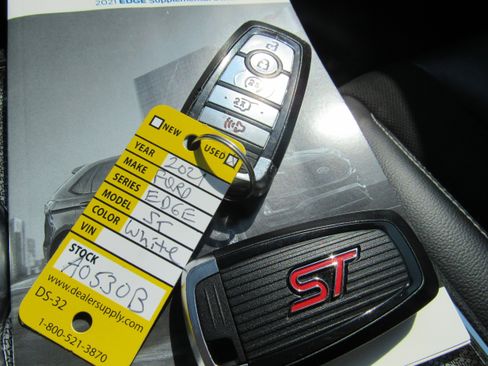 2021 EDGE Supplemental
NEW
USED
YEAR 2021
MAKE FORD
SERIES EDGE
MODEL ST
COLOR White
VIN
STOCK A0530B
www.dealersupply.com
DS-32
1-800-521-3870
ST